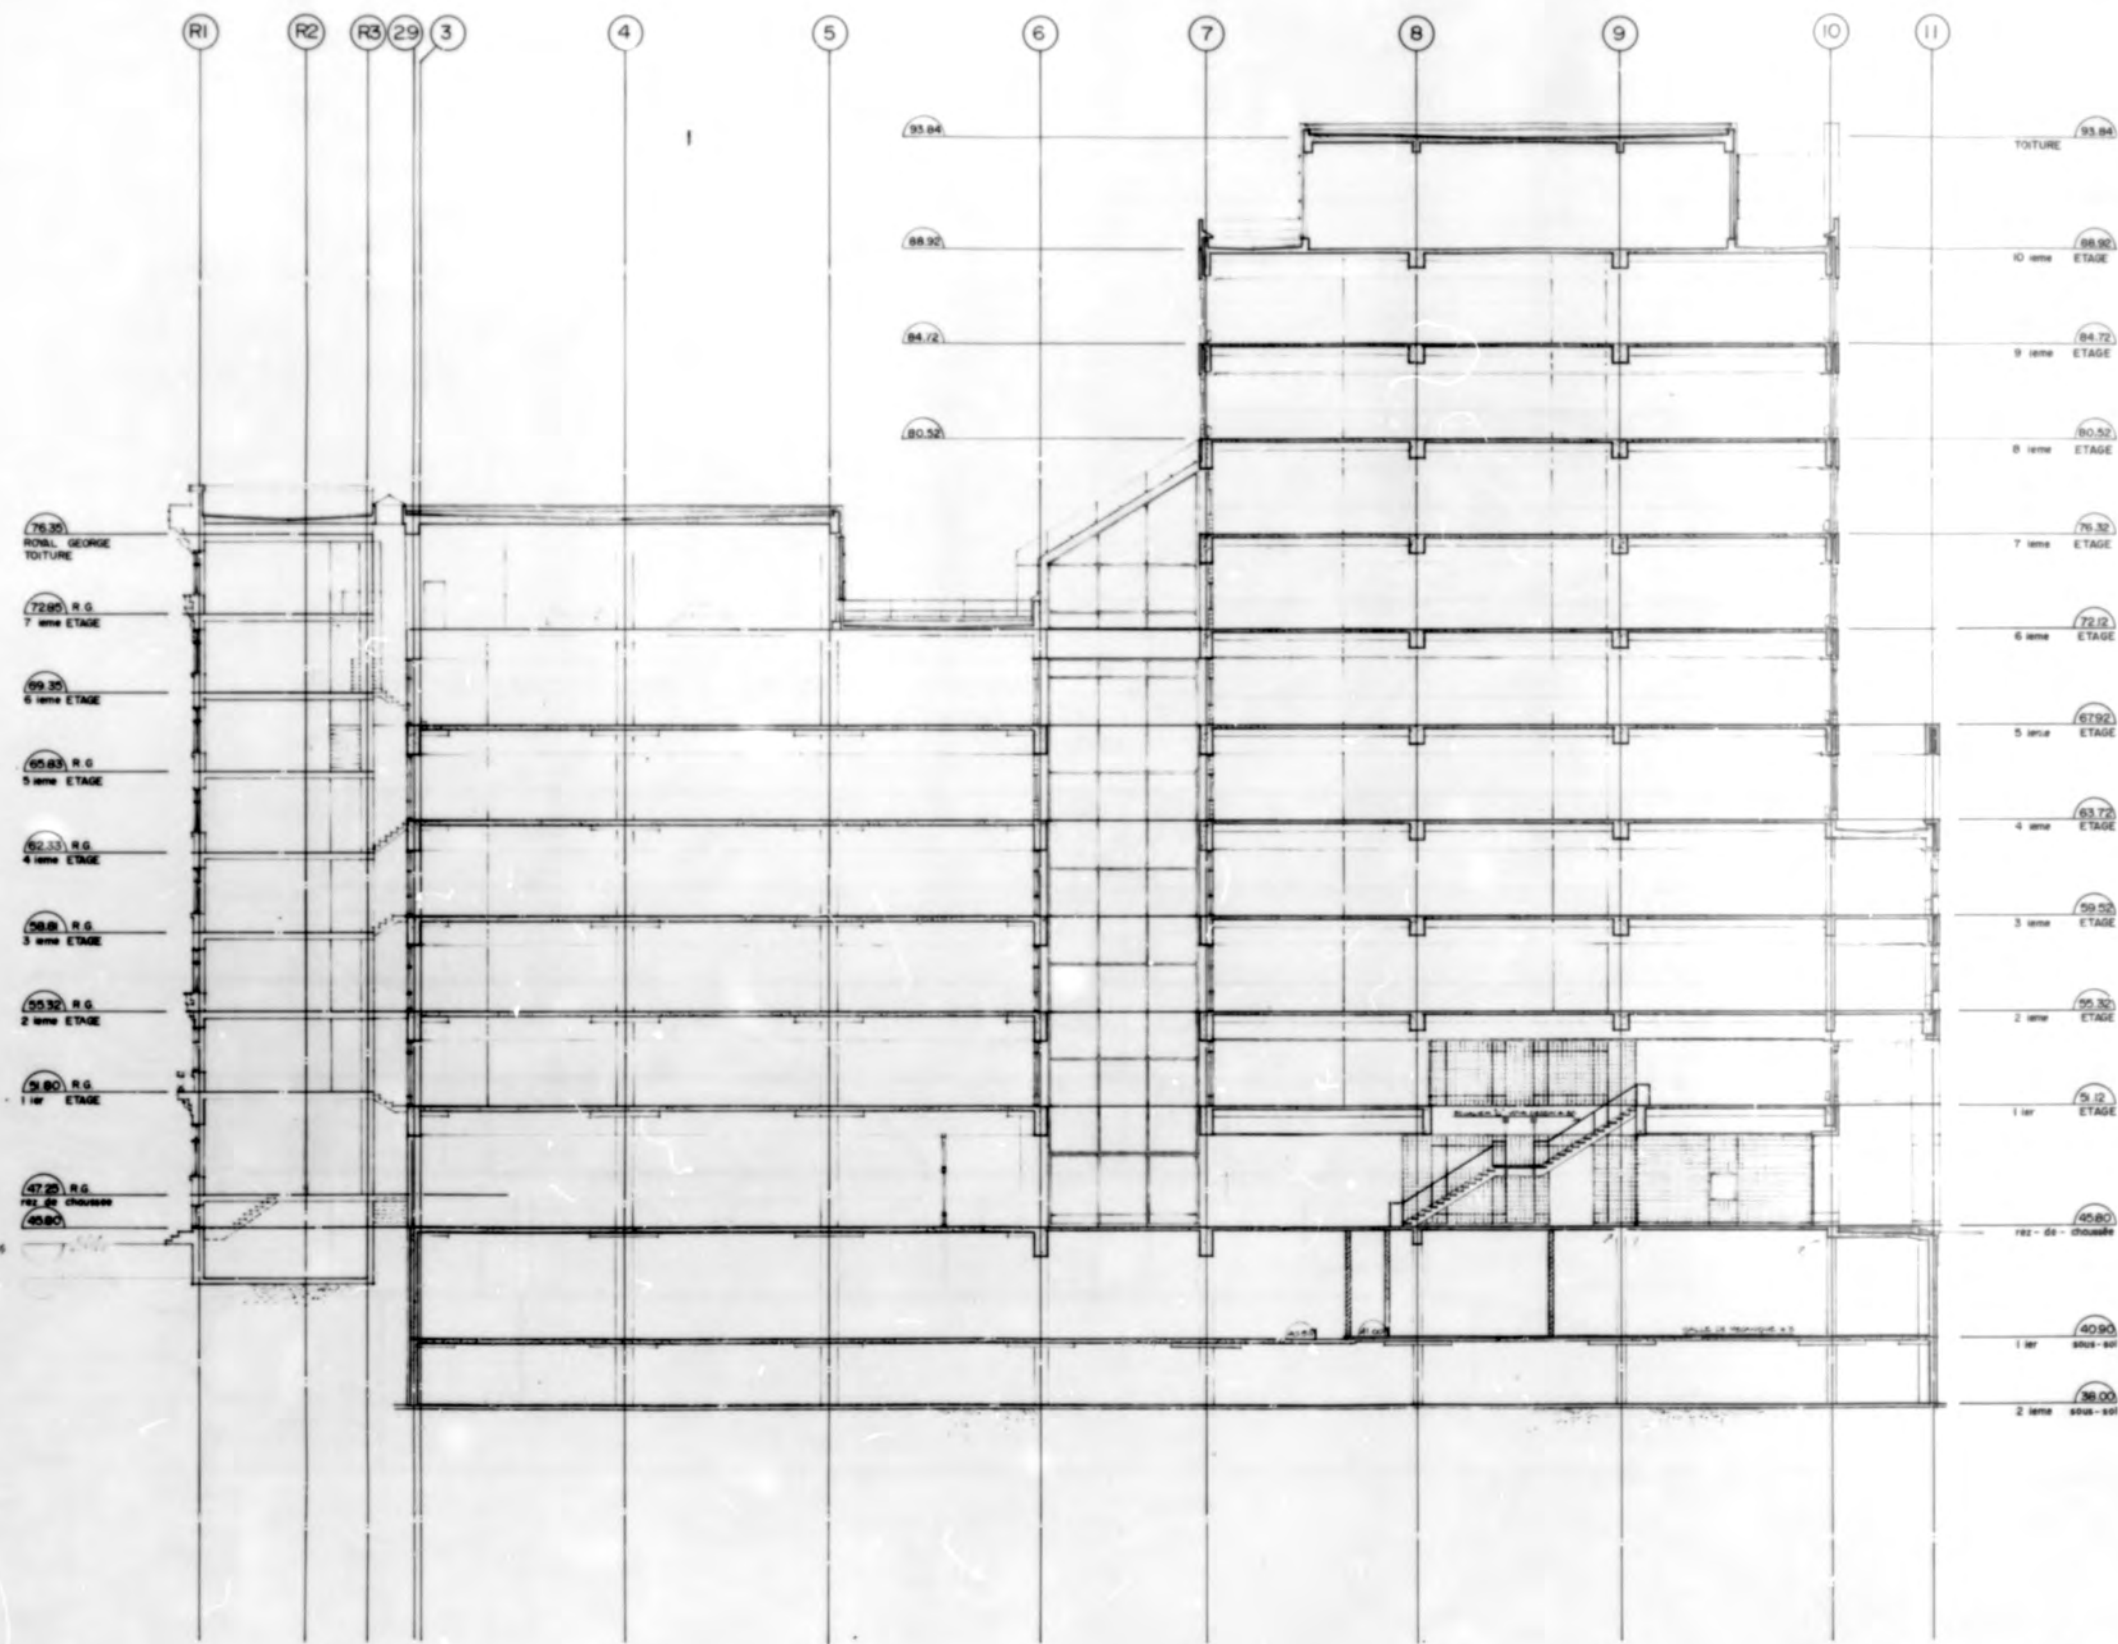 R1 R2 R3 29 3 4 5 6 7 8 9 10 11
93.84
88.92
84.72
80.52
76.35
ROYAL GEORGE
TOITURE
72.85 R.G.
7 ieme ETAGE
69.35
6 ieme ETAGE
65.83 R.G
5 ieme ETAGE
62.33 R.G.
4 ieme ETAGE
58.81 R.G.
3 ieme ETAGE
55.32 R.G.
2 ieme ETAGE
51.80 R.G.
1 ier ETAGE
47.25 R.G.
rez de chaussée
45.80
93.84
TOITURE
88.92
10 ieme ETAGE
84.72
9 ieme ETAGE
80.52
8 ieme ETAGE
76.32
7 ieme ETAGE
72.12
6 ieme ETAGE
67.92
5 ieme ETAGE
63.72
4 ieme ETAGE
59.52
3 ieme ETAGE
55.32
2 ieme ETAGE
51.12
1 ier ETAGE
45.80
rez - de - chaussée
40.90
1 ier sous-sol
38.00
2 ieme sous-sol